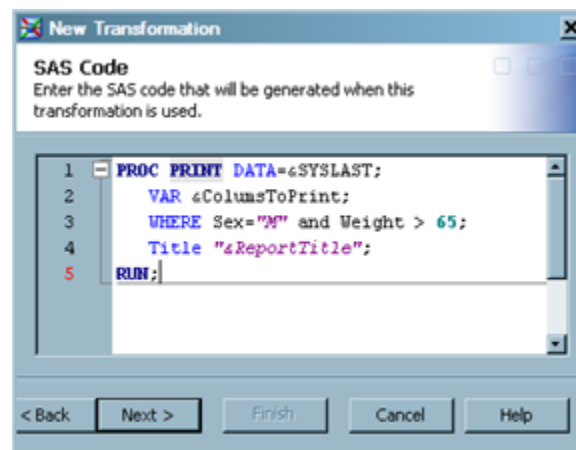 New Transformation
SAS Code
Enter the SAS code that will be generated when this
transformation is used.
1 PROC PRINT DATA=&SYSLAST;
2 VAR &ColumsToPrint;
3 WHERE Sex="M" and Weight > 65;
4 Title "&ReportTitle";
5 RUN;
< Back Next > Finish Cancel Help